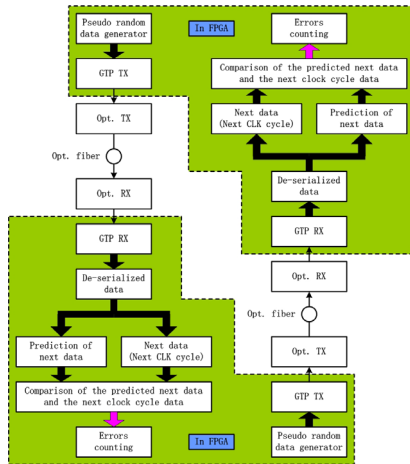 Pseudo random
data generator
In FPGA
Errors
counting
GTP TX
Comparison of the predicted next data
and the next clock cycle data
Opt. TX
Next data
(Next CLK cycle)
Prediction of
next data
Opt. fiber
De-serialized
data
Opt. RX
GTP RX
GTP RX
De-serialized
data
Opt. RX
Opt. fiber
Prediction of
next data
Next data
(Next CLK cycle)
Opt. TX
Comparison of the predicted next data
and the next clock cycle data
GTP TX
Errors
counting
In FPGA
Pseudo random
data generator